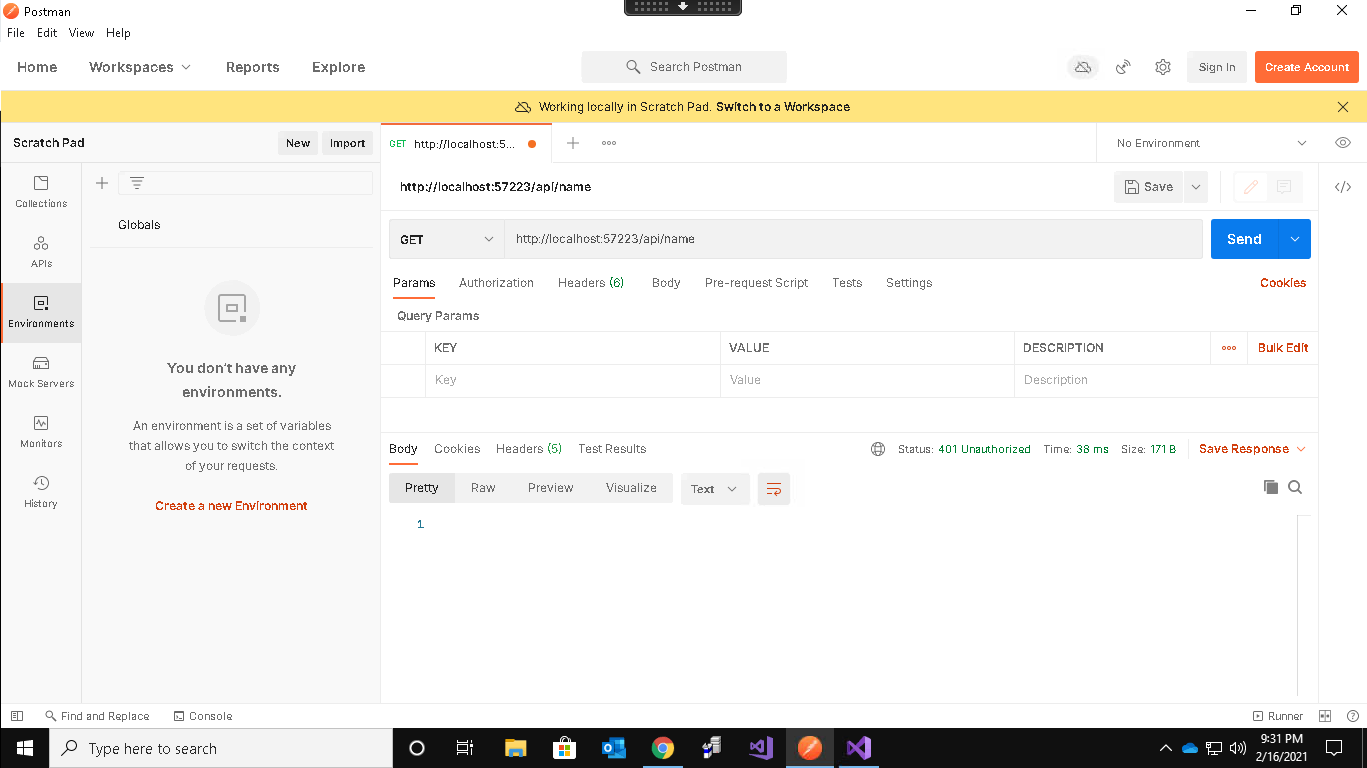 Postman
File Edit View Help
Home Workspaces Reports Explore Search Postman Sign In Create Account
Working locally in Scratch Pad. Switch to a Workspace
Scratch Pad New Import GET http://localhost:5... No Environment
http://localhost:57223/api/name Save
Collections
APIs
Environments
Mock Servers
Monitors
History
Globals
You don't have any
environments.
An environment is a set of variables
that allows you to switch the context
of your requests.
Create a new Environment
GET http://localhost:57223/api/name Send
Params Authorization Headers (6) Body Pre-request Script Tests Settings Cookies
Query Params
KEY VALUE DESCRIPTION Bulk Edit
Key Value Description
Body Cookies Headers (5) Test Results Status: 401 Unauthorized Time: 38 ms Size: 171 B Save Response
Pretty Raw Preview Visualize Text
1
Find and Replace Console Runner
Type here to search 9:31 PM
2/16/2021